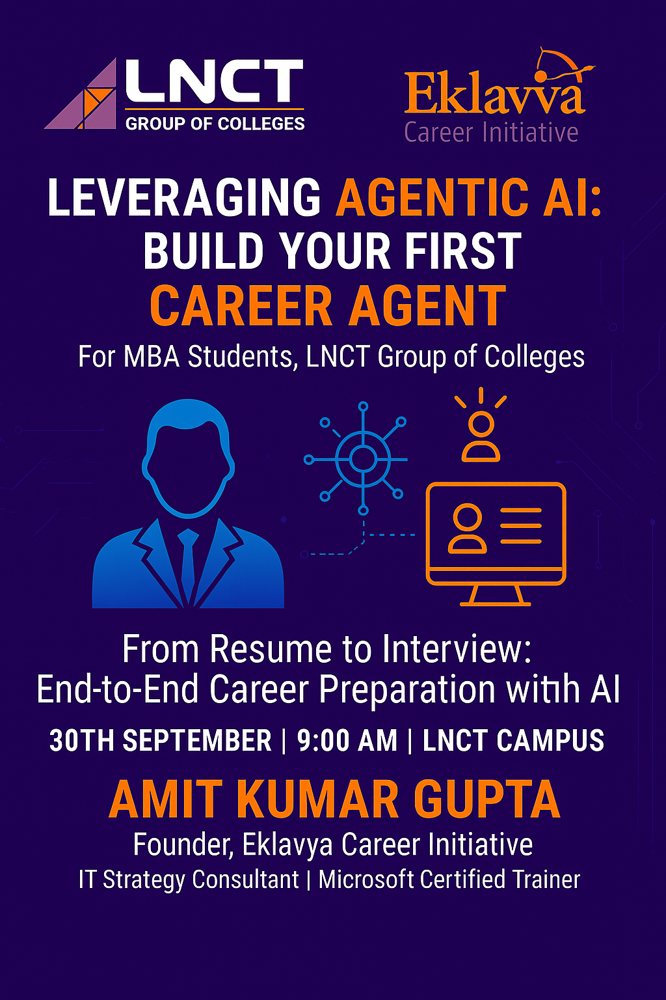 LNCT
GROUP OF COLLEGES
Eklavva
Career Initiative
LEVERAGING AGENTIC AI:
BUILD YOUR FIRST
CAREER AGENT
For MBA Students, LNCT Group of Colleges
From Resume to Interview:
End-to-End Career Preparation with AI
30TH SEPTEMBER | 9:00 AM | LNCT CAMPUS
AMIT KUMAR GUPTA
Founder, Eklavya Career Initiative
IT Strategy Consultant | Microsoft Certified Trainer